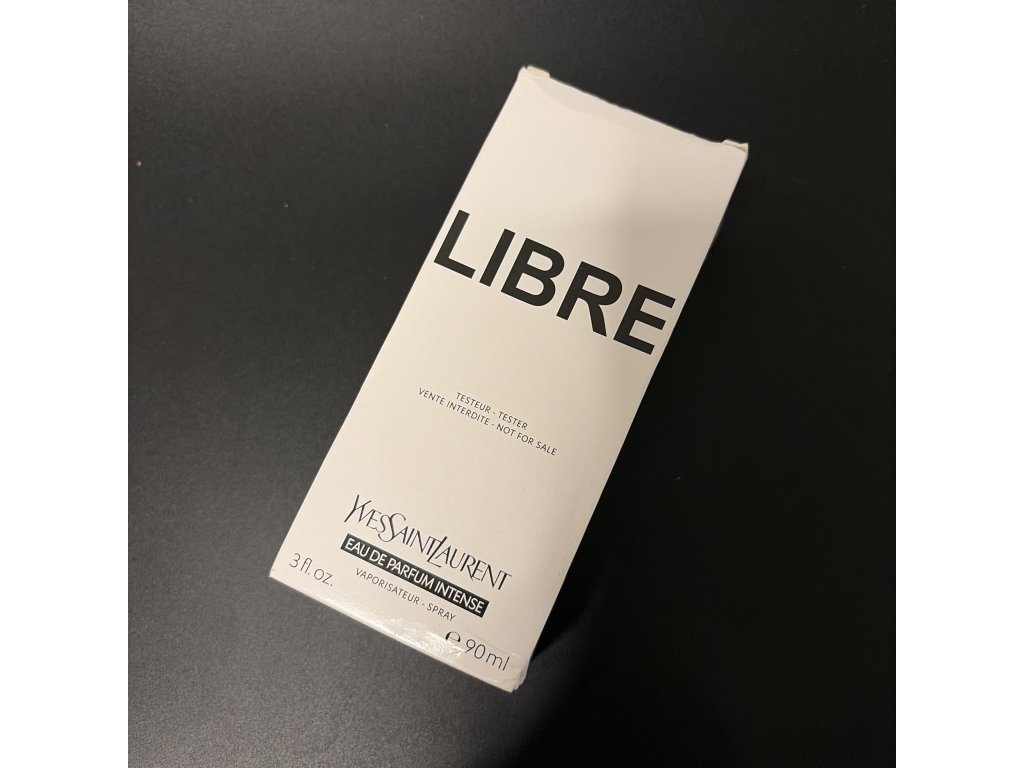 LIBRE
TESTEUR - TESTER
VENTE INTERDITE - NOT FOR SALE
YVESSAINTLAURENT
EAU DE PARFUM INTENSE
VAPORISATEUR - SPRAY
3 fl. oz.
℮ 90 ml